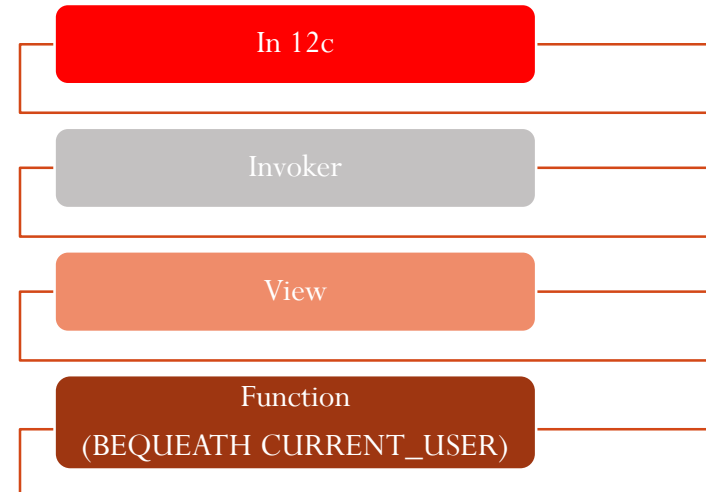 In 12c
Invoker
View
Function
(BEQUEATH CURRENT_USER)